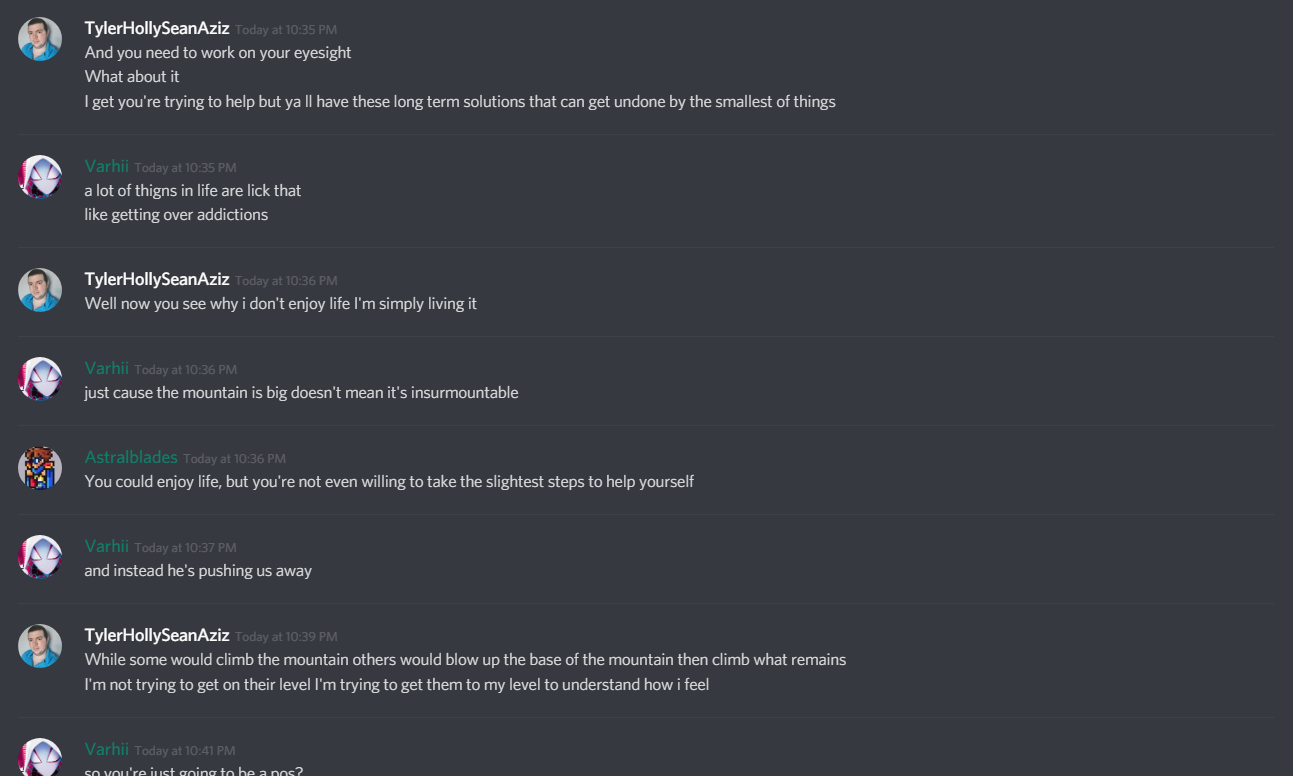 TylerHollySeanAziz Today at 10:35 PM
And you need to work on your eyesight
What about it
I get you're trying to help but ya ll have these long term solutions that can get undone by the smallest of things
Varhii Today at 10:35 PM
a lot of thigns in life are lick that
like getting over addictions
TylerHollySeanAziz Today at 10:36 PM
Well now you see why i don't enjoy life I'm simply living it
Varhii Today at 10:36 PM
just cause the mountain is big doesn't mean it's insurmountable
Astralblades Today at 10:36 PM
You could enjoy life, but you're not even willing to take the slightest steps to help yourself
Varhii Today at 10:37 PM
and instead he's pushing us away
TylerHollySeanAziz Today at 10:39 PM
While some would climb the mountain others would blow up the base of the mountain then climb what remains
I'm not trying to get on their level I'm trying to get them to my level to understand how i feel
Varhii Today at 10:41 PM
so you're just going to be a pos?